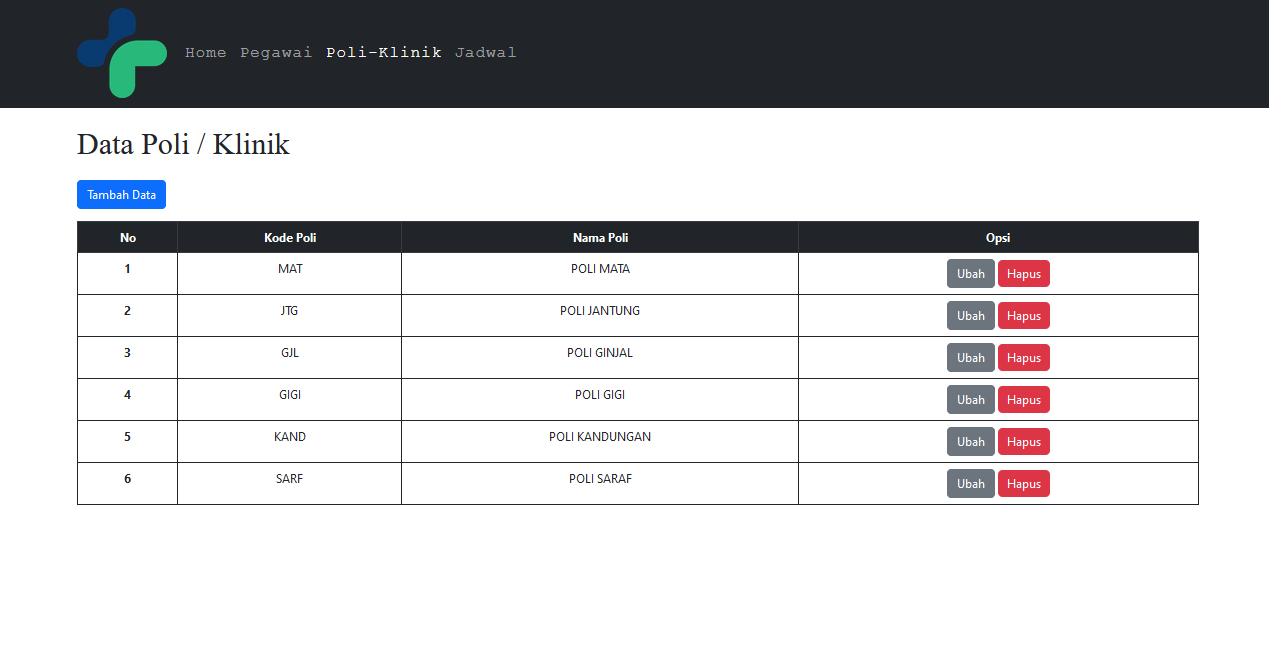 Home Pegawai Poli-Klinik Jadwal
Data Poli / Klinik
Tambah Data
No Kode Poli Nama Poli Opsi
1 MAT POLI MATA Ubah Hapus
2 JTG POLI JANTUNG Ubah Hapus
3 GJL POLI GINJAL Ubah Hapus
4 GIGI POLI GIGI Ubah Hapus
5 KAND POLI KANDUNGAN Ubah Hapus
6 SARF POLI SARAF Ubah Hapus